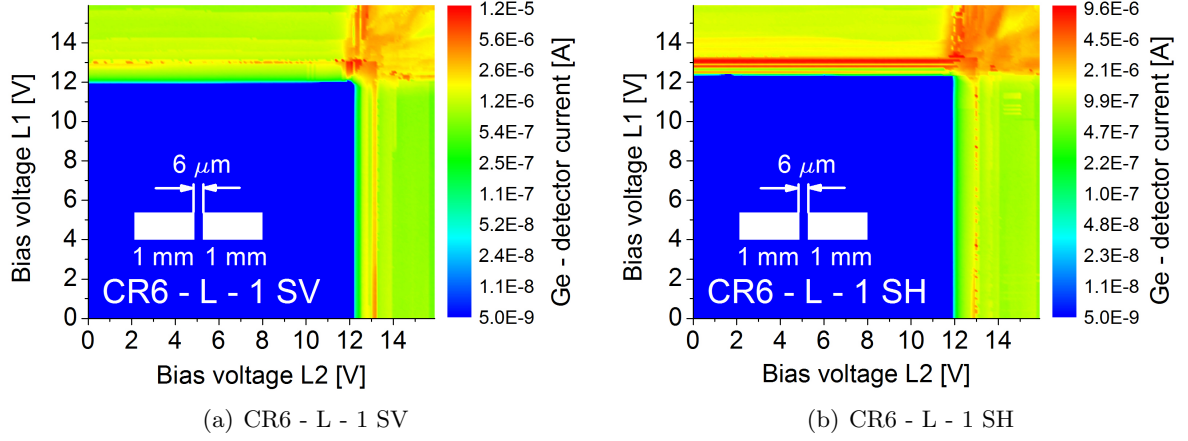 Bias voltage L1 [V]
14
12
10
8
6
4
2
0
0 2 4 6 8 10 12 14
Bias voltage L2 [V]
6 μm
1 mm 1 mm
CR6 - L - 1 SV
1.2E-5
5.6E-6
2.6E-6
1.2E-6
5.4E-7
2.5E-7
1.1E-7
5.2E-8
2.4E-8
1.1E-8
5.0E-9
Ge - detector current [A]
(a) CR6 - L - 1 SV
Bias voltage L1 [V]
14
12
10
8
6
4
2
0
0 2 4 6 8 10 12 14
Bias voltage L2 [V]
6 μm
1 mm 1 mm
CR6 - L - 1 SH
9.6E-6
4.5E-6
2.1E-6
9.9E-7
4.7E-7
2.2E-7
1.0E-7
4.8E-8
2.3E-8
1.1E-8
5.0E-9
Ge - detector current [A]
(b) CR6 - L - 1 SH